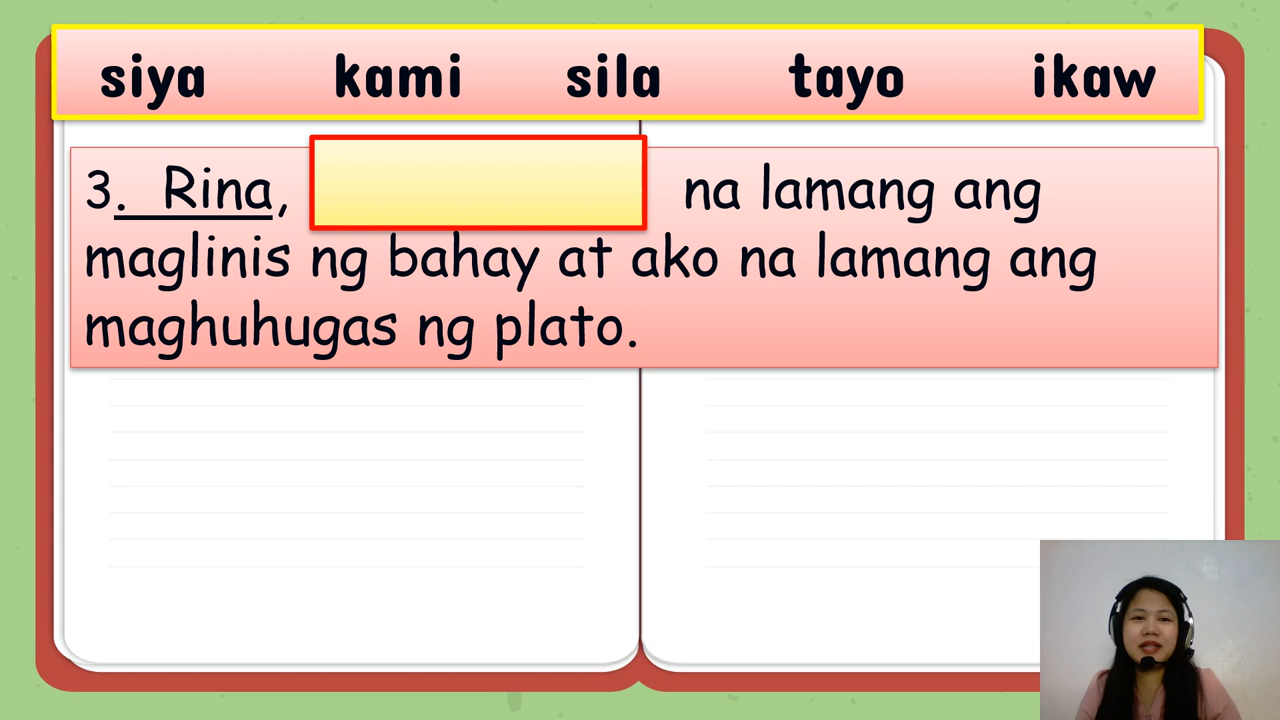 siya kami sila tayo ikaw
3. Rina, na lamang ang
maglinis ng bahay at ako na lamang ang
maghuhugas ng plato.